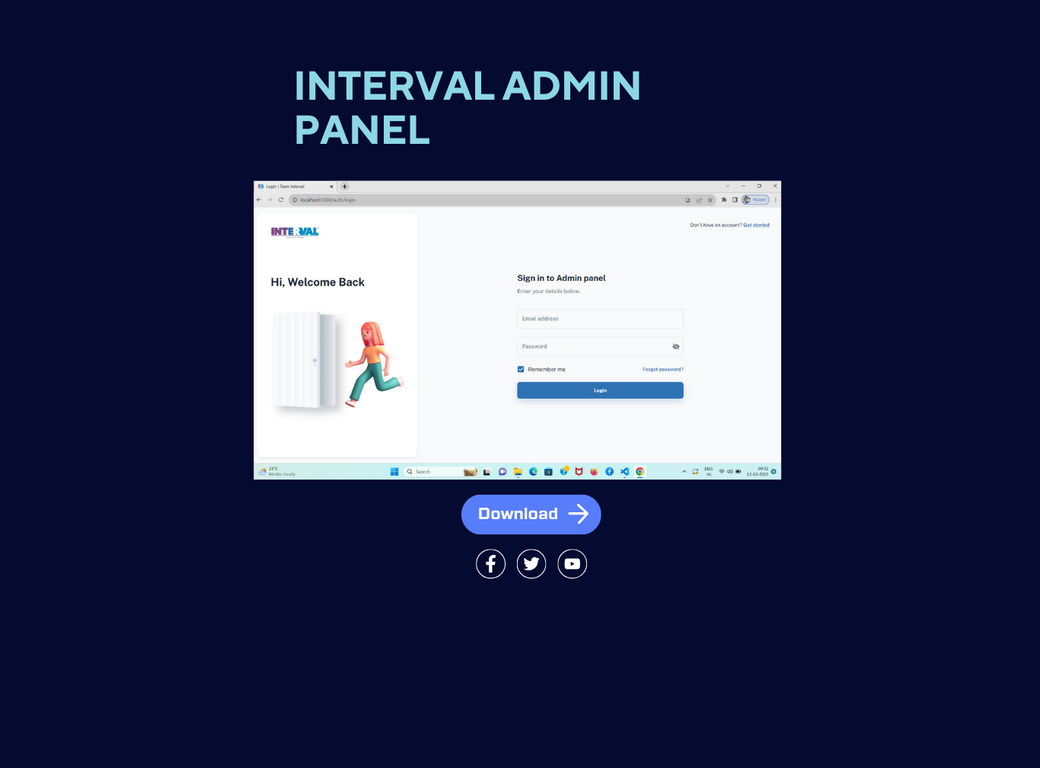 INTERVAL ADMIN
PANEL
Login | Team Interval
localhost:3000/auth/login
Paused
INTERVAL
Don't have an account? Get started
Hi, Welcome Back
Sign in to Admin panel
Enter your details below.
Email address
Password
Remember me
Forgot password?
Login
23°C
Mostly cloudy
Search
ENG
IN
09:32
12-10-2023
Download